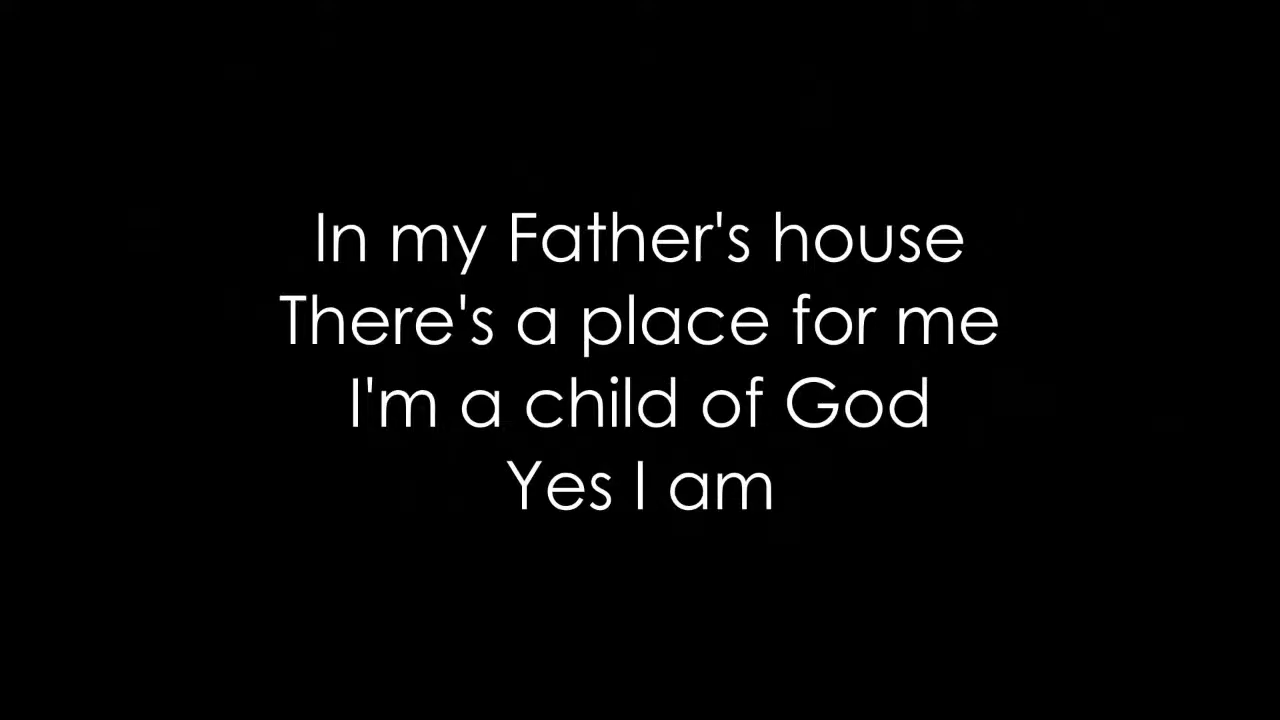 In my Father's house
There's a place for me
I'm a child of God
Yes I am